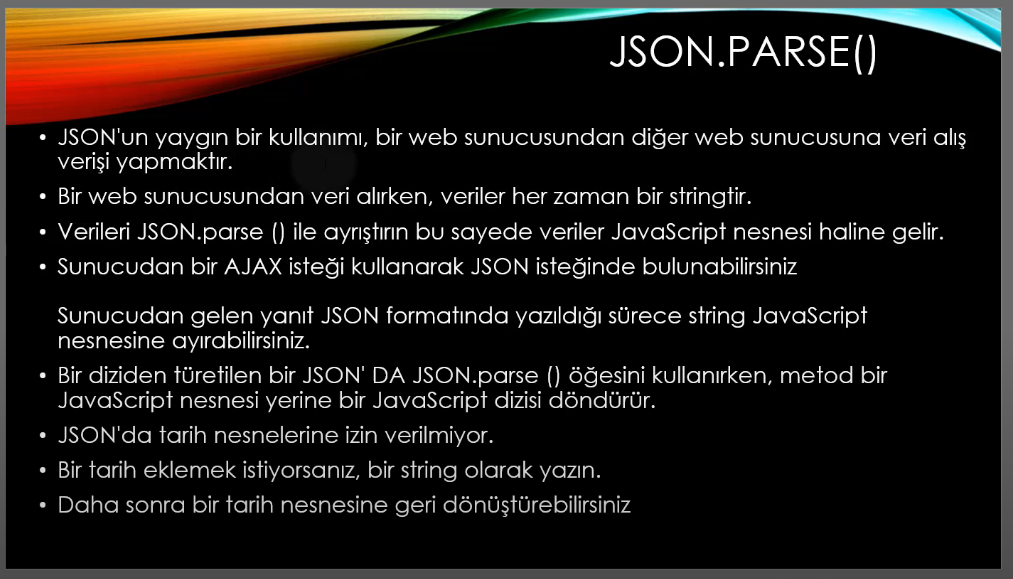 JSON.PARSE()
• JSON'un yaygın bir kullanımı, bir web sunucusundan diğer web sunucusuna veri alış
verişi yapmaktır.
• Bir web sunucusundan veri alırken, veriler her zaman bir stringtir.
• Verileri JSON.parse () ile ayrıştırın bu sayede veriler JavaScript nesnesi haline gelir.
• Sunucudan bir AJAX isteği kullanarak JSON isteğinde bulunabilirsiniz
Sunucudan gelen yanıt JSON formatında yazıldığı sürece string JavaScript
nesnesine ayırabilirsiniz.
• Bir diziden türetilen bir JSON' DA JSON.parse () öğesini kullanırken, metod bir
JavaScript nesnesi yerine bir JavaScript dizisi döndürür.
• JSON'da tarih nesnelerine izin verilmiyor.
• Bir tarih eklemek istiyorsanız, bir string olarak yazın.
• Daha sonra bir tarih nesnesine geri dönüştürebilirsiniz